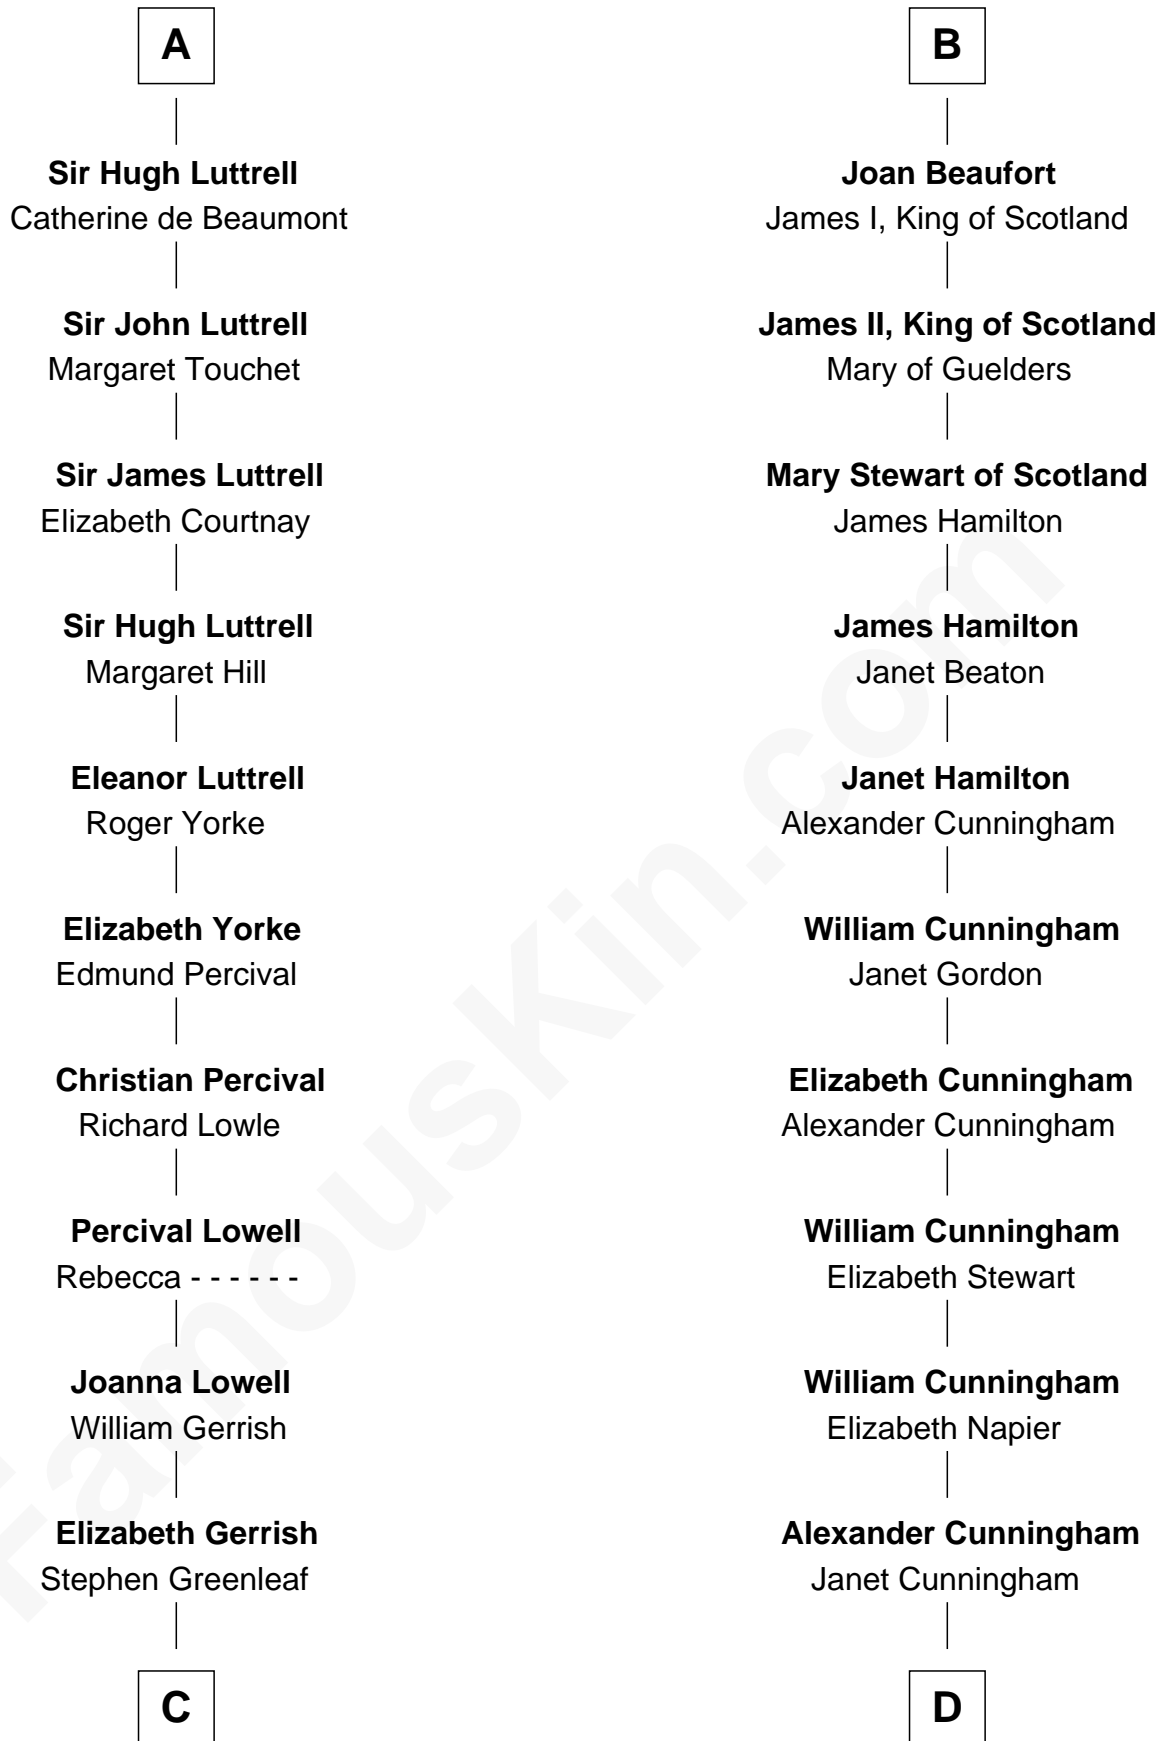 A
Sir Hugh Luttrell
Catherine de Beaumont
Sir John Luttrell
Margaret Touchet
Sir James Luttrell
Elizabeth Courtnay
Sir Hugh Luttrell
Margaret Hill
Eleanor Luttrell
Roger Yorke
Elizabeth Yorke
Edmund Percival
Christian Percival
Richard Lowle
Percival Lowell
Rebecca - - - - - -
Joanna Lowell
William Gerrish
Elizabeth Gerrish
Stephen Greenleaf
C
B
Joan Beaufort
James I, King of Scotland
James II, King of Scotland
Mary of Guelders
Mary Stewart of Scotland
James Hamilton
James Hamilton
Janet Beaton
Janet Hamilton
Alexander Cunningham
William Cunningham
Janet Gordon
Elizabeth Cunningham
Alexander Cunningham
William Cunningham
Elizabeth Stewart
William Cunningham
Elizabeth Napier
Alexander Cunningham
Janet Cunningham
D
FamousKin.com